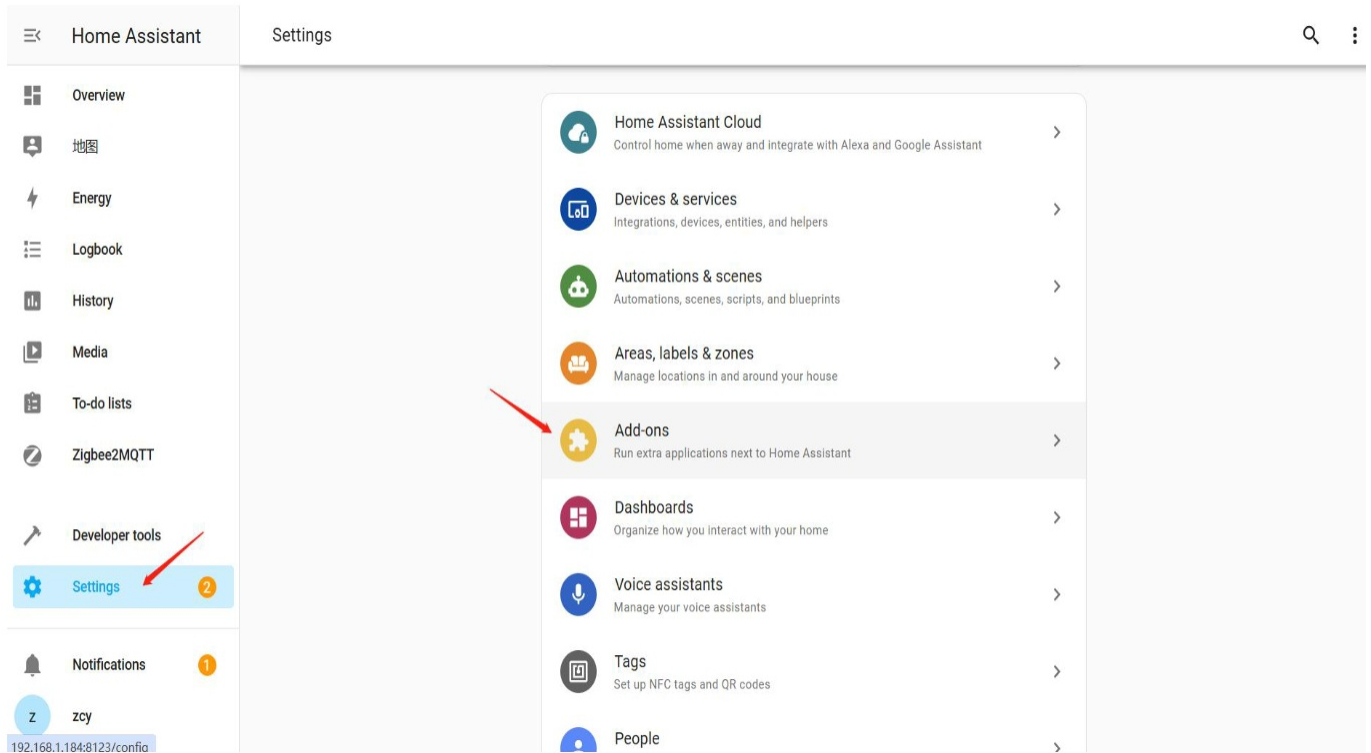 Home Assistant
Settings
Overview
地图
Energy
Logbook
History
Media
To-do lists
Zigbee2MQTT
Developer tools
Settings
2
Notifications
1
z
zcy
192.168.1.184:8123/config
Home Assistant Cloud
Control home when away and integrate with Alexa and Google Assistant
Devices & services
Integrations, devices, entities, and helpers
Automations & scenes
Automations, scenes, scripts, and blueprints
Areas, labels & zones
Manage locations in and around your house
Add-ons
Run extra applications next to Home Assistant
Dashboards
Organize how you interact with your home
Voice assistants
Manage your voice assistants
Tags
Set up NFC tags and QR codes
People